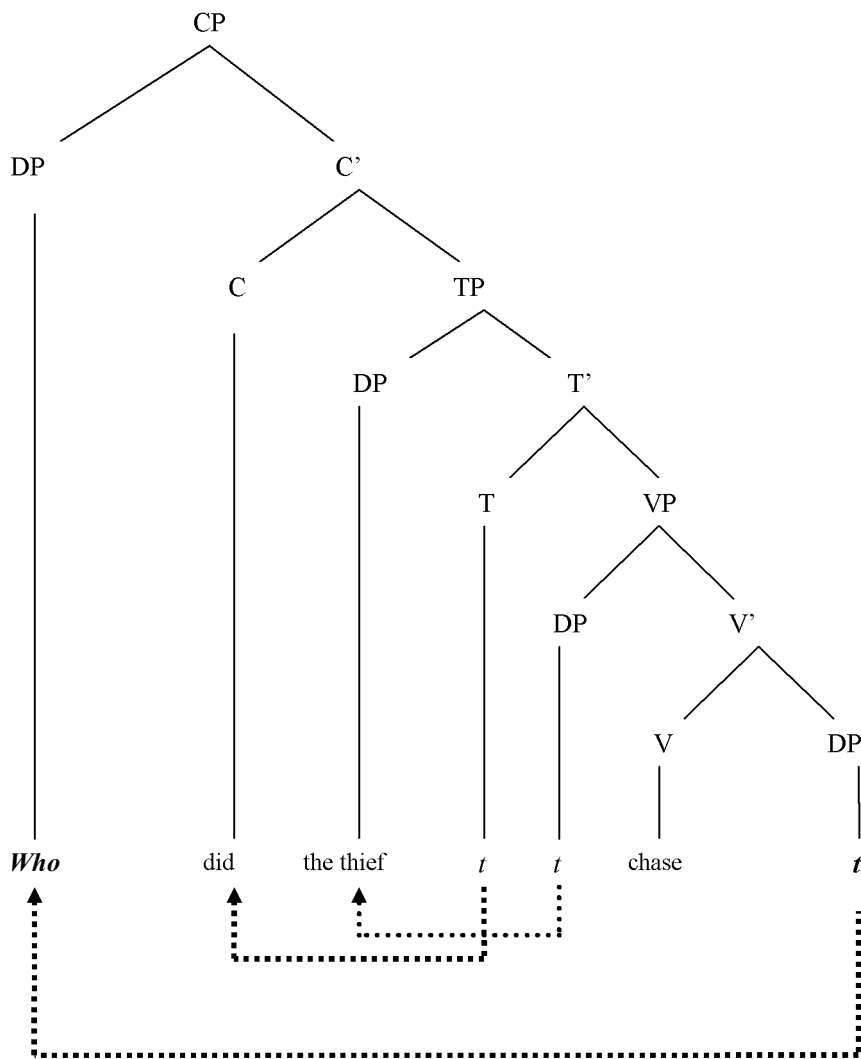 CP
DP C’
C TP
DP T’
T VP
DP V’
V DP
Who did the thief t t chase t